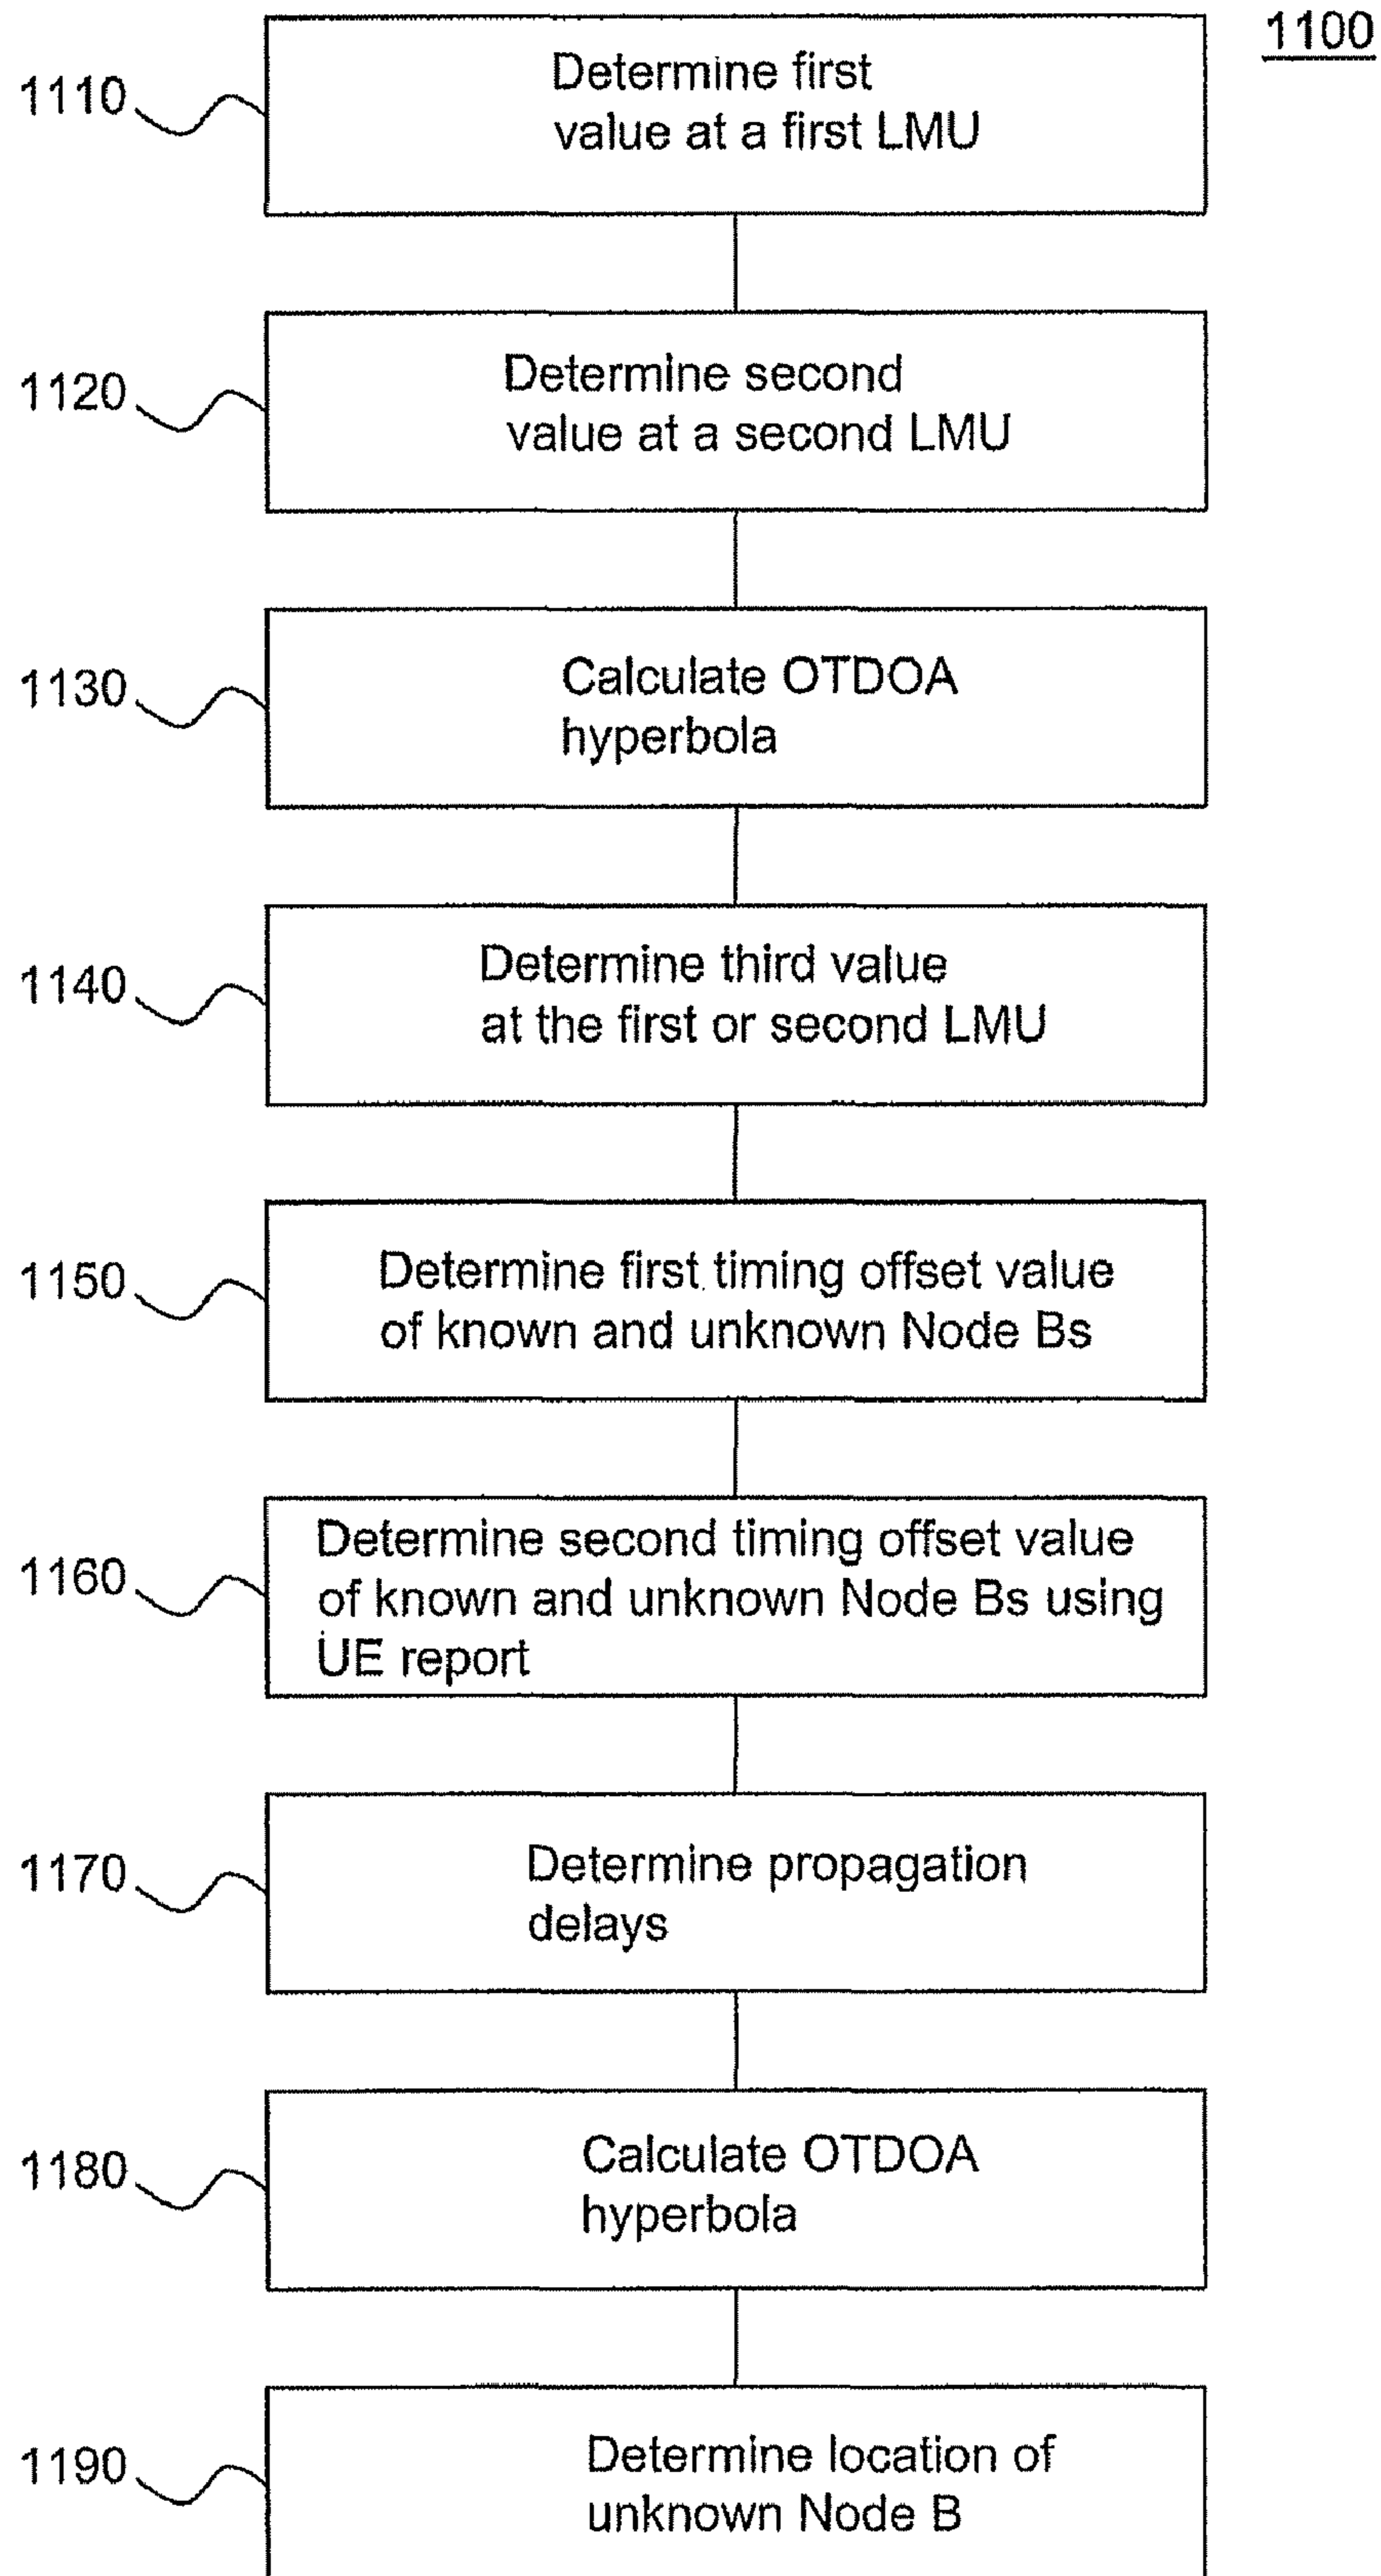 1100
1110
Determine first
value at a first LMU
1120
Determine second
value at a second LMU
1130
Calculate OTDOA
hyperbola
1140
Determine third value
at the first or second LMU
1150
Determine first timing offset value
of known and unknown Node Bs
1160
Determine second timing offset value
of known and unknown Node Bs using
UE report
1170
Determine propagation
delays
1180
Calculate OTDOA
hyperbola
1190
Determine location of
unknown Node B